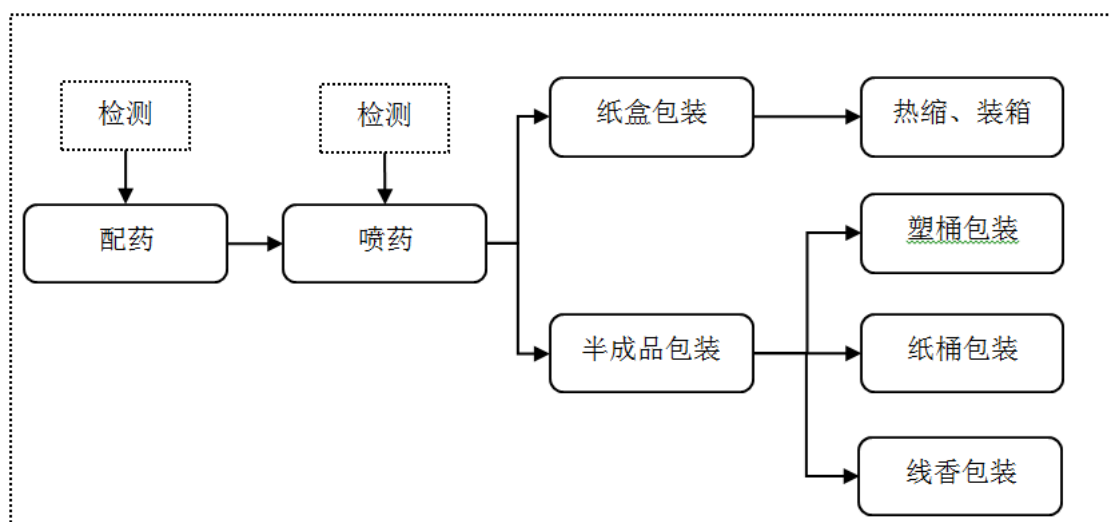 检测
检测
纸盒包装
热缩、装箱
配药
喷药
塑桶包装
半成品包装
纸桶包装
线香包装